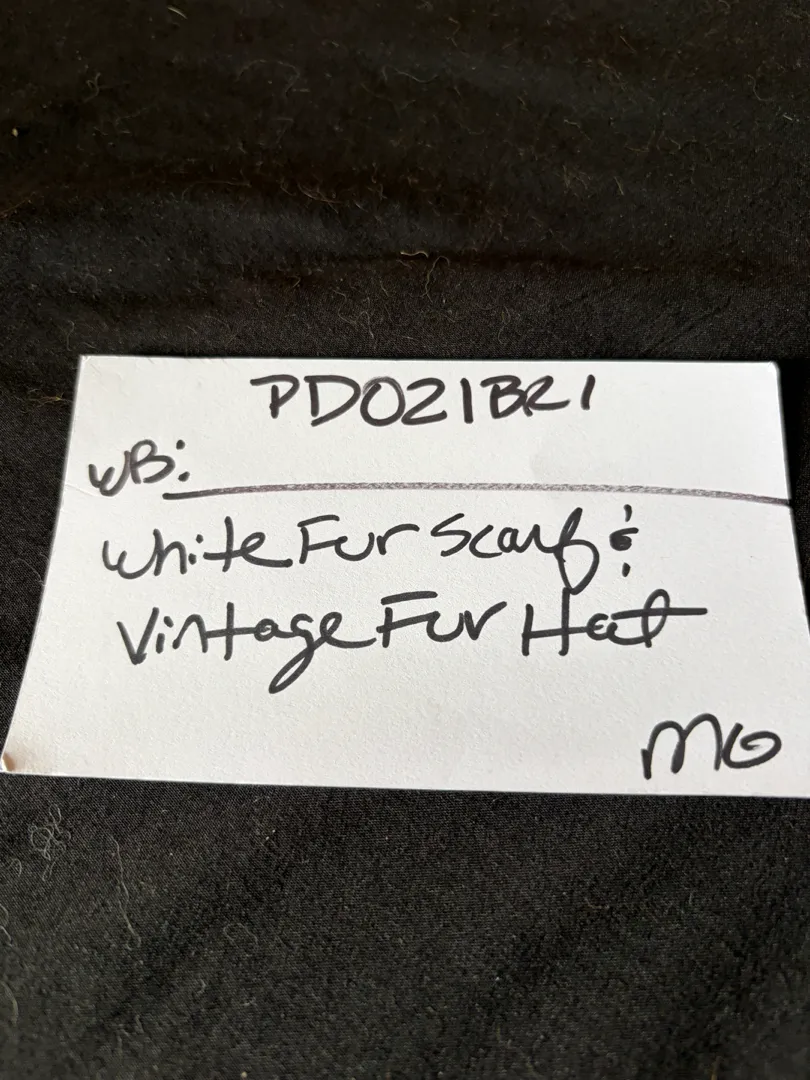 PD021BR1
WB:
White Fur Scarf &
Vintage Fur Hat
MG